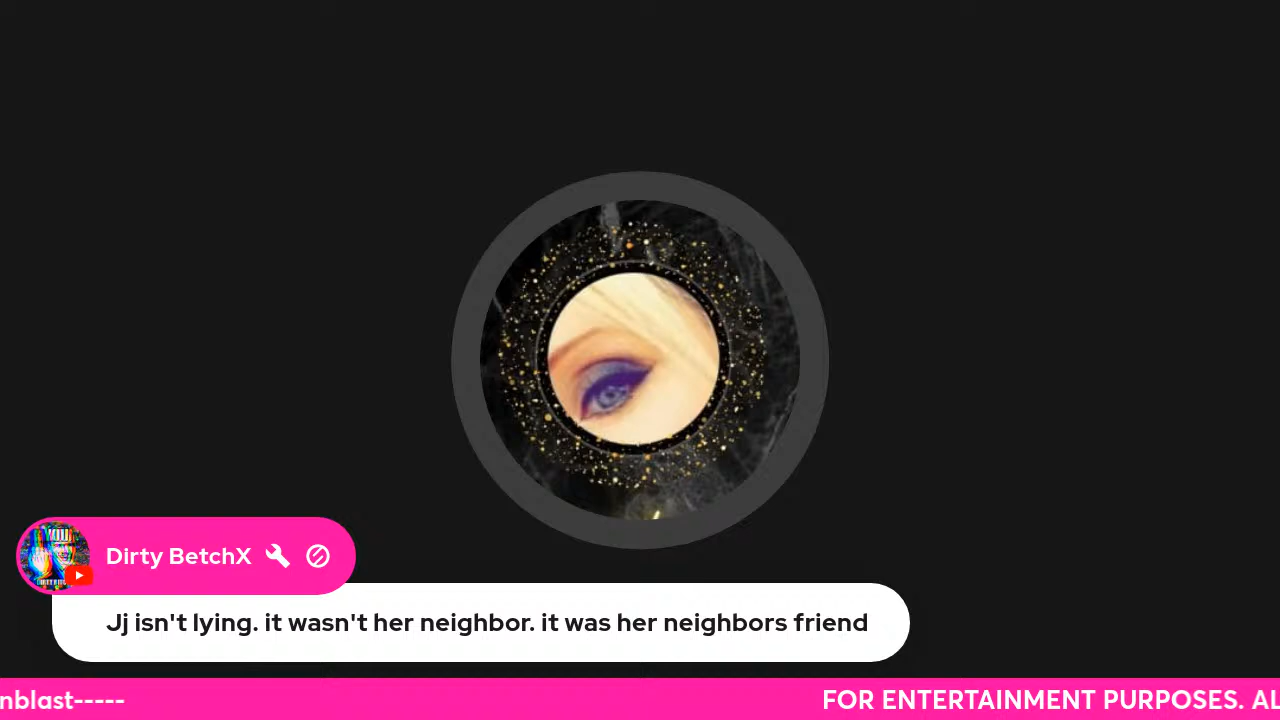 Dirty BetchX
Jj isn't lying. it wasn't her neighbor. it was her neighbors friend
nblast----- FOR ENTERTAINMENT PURPOSES. AL